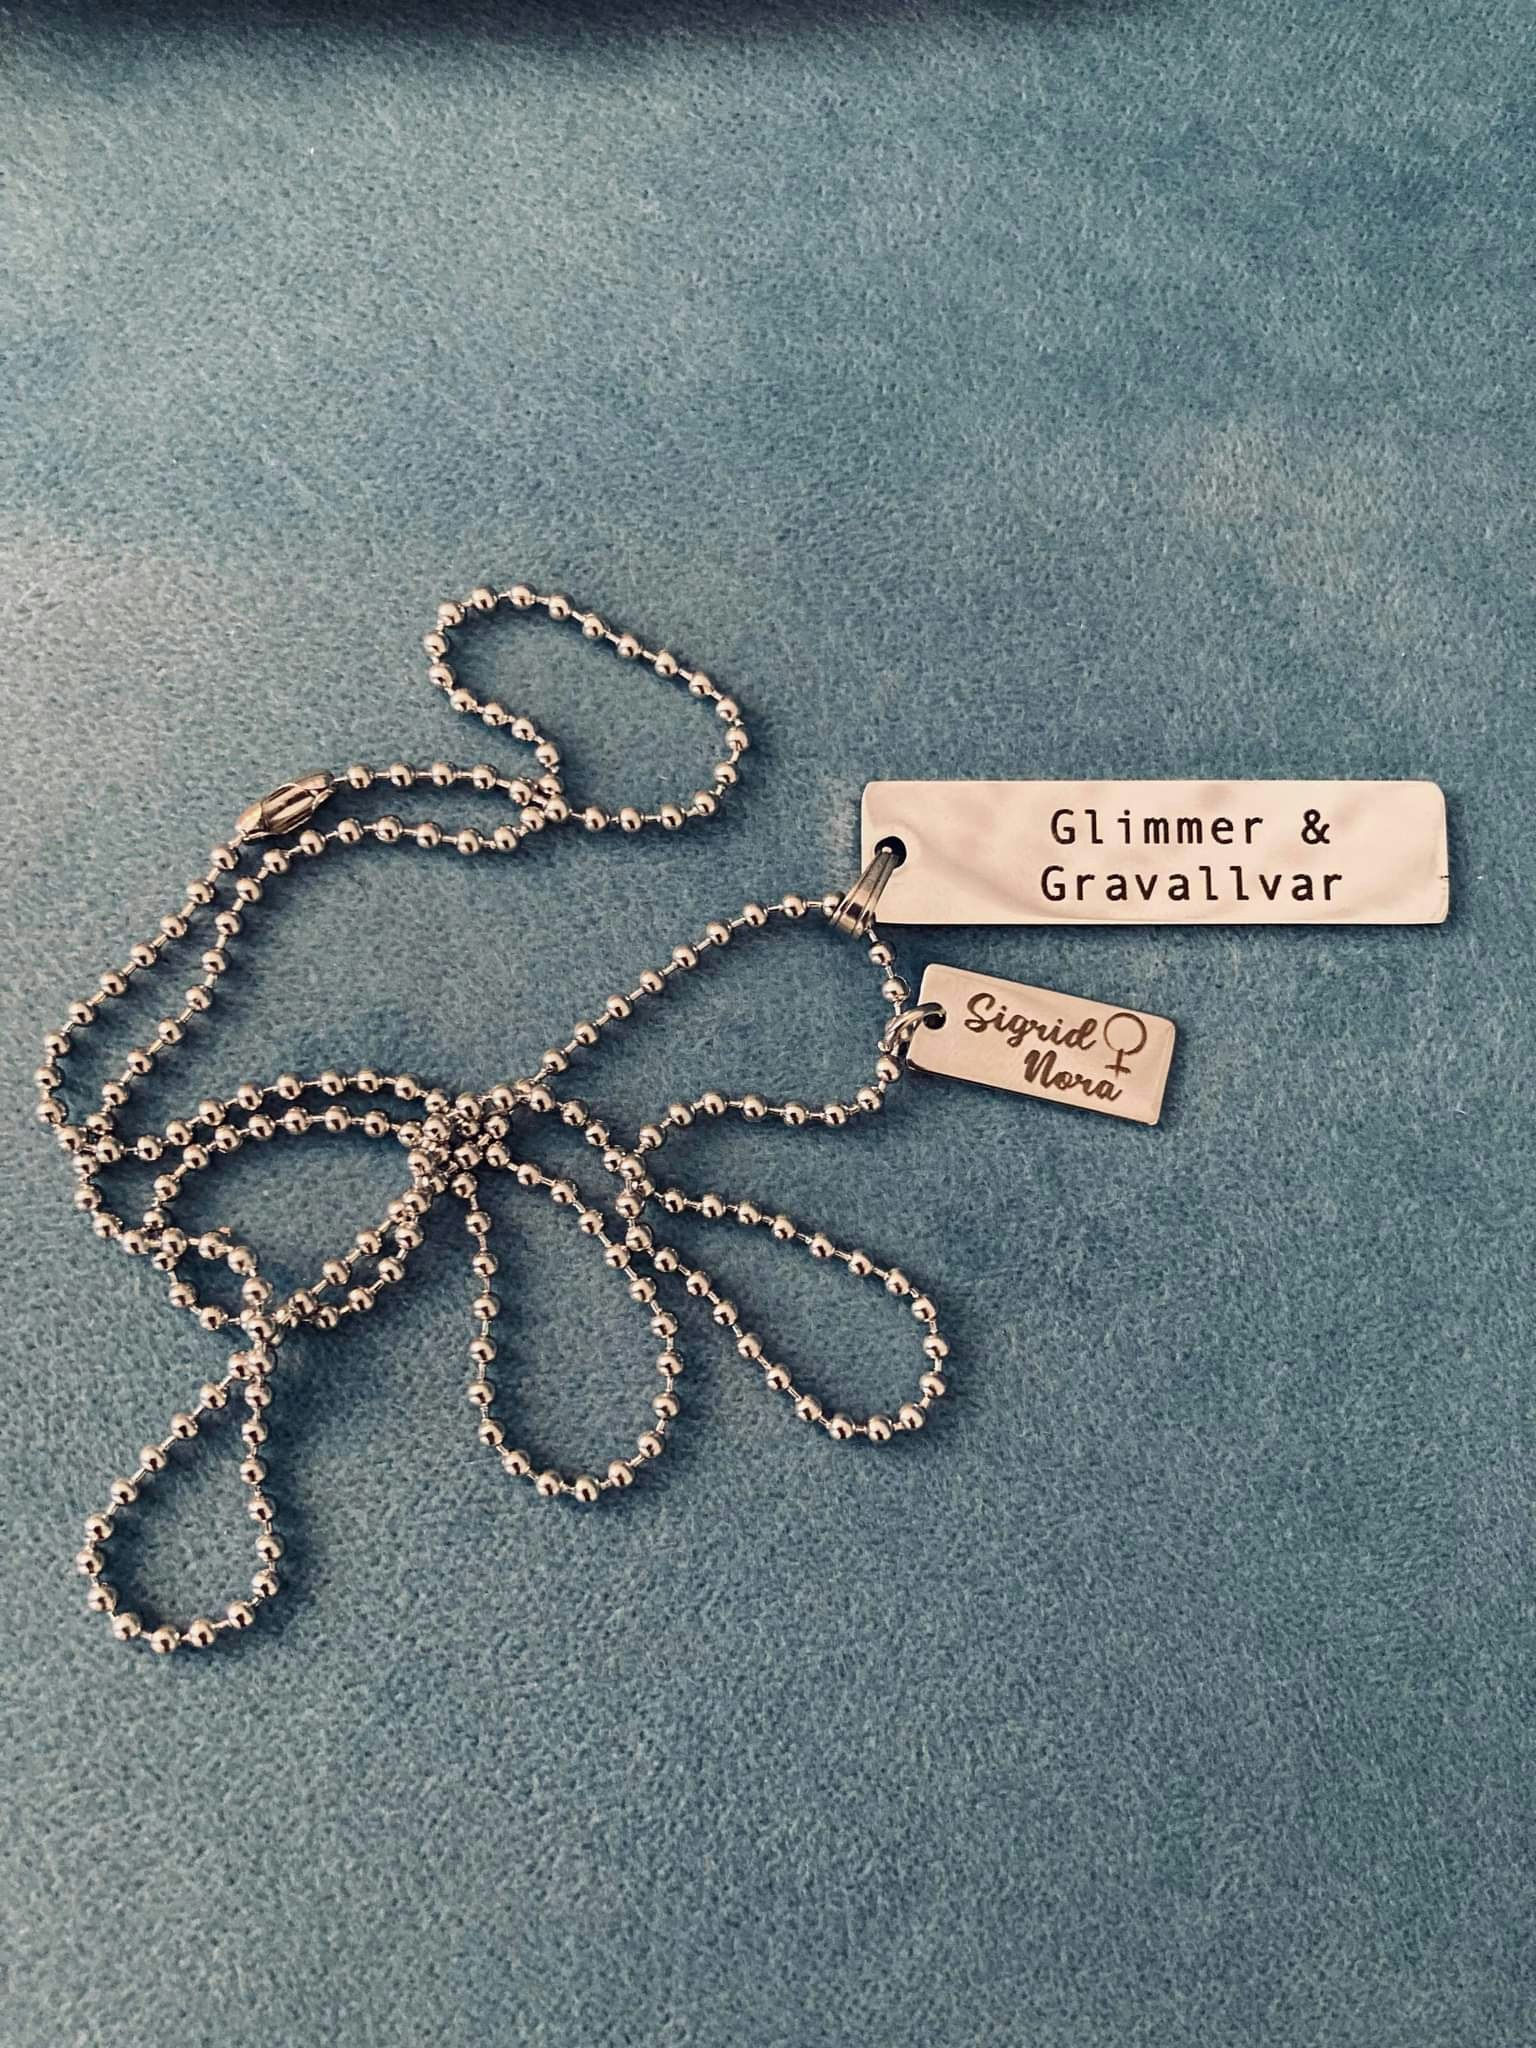 Glimmer &
Gravallvar
Sigrid ♀
Nora